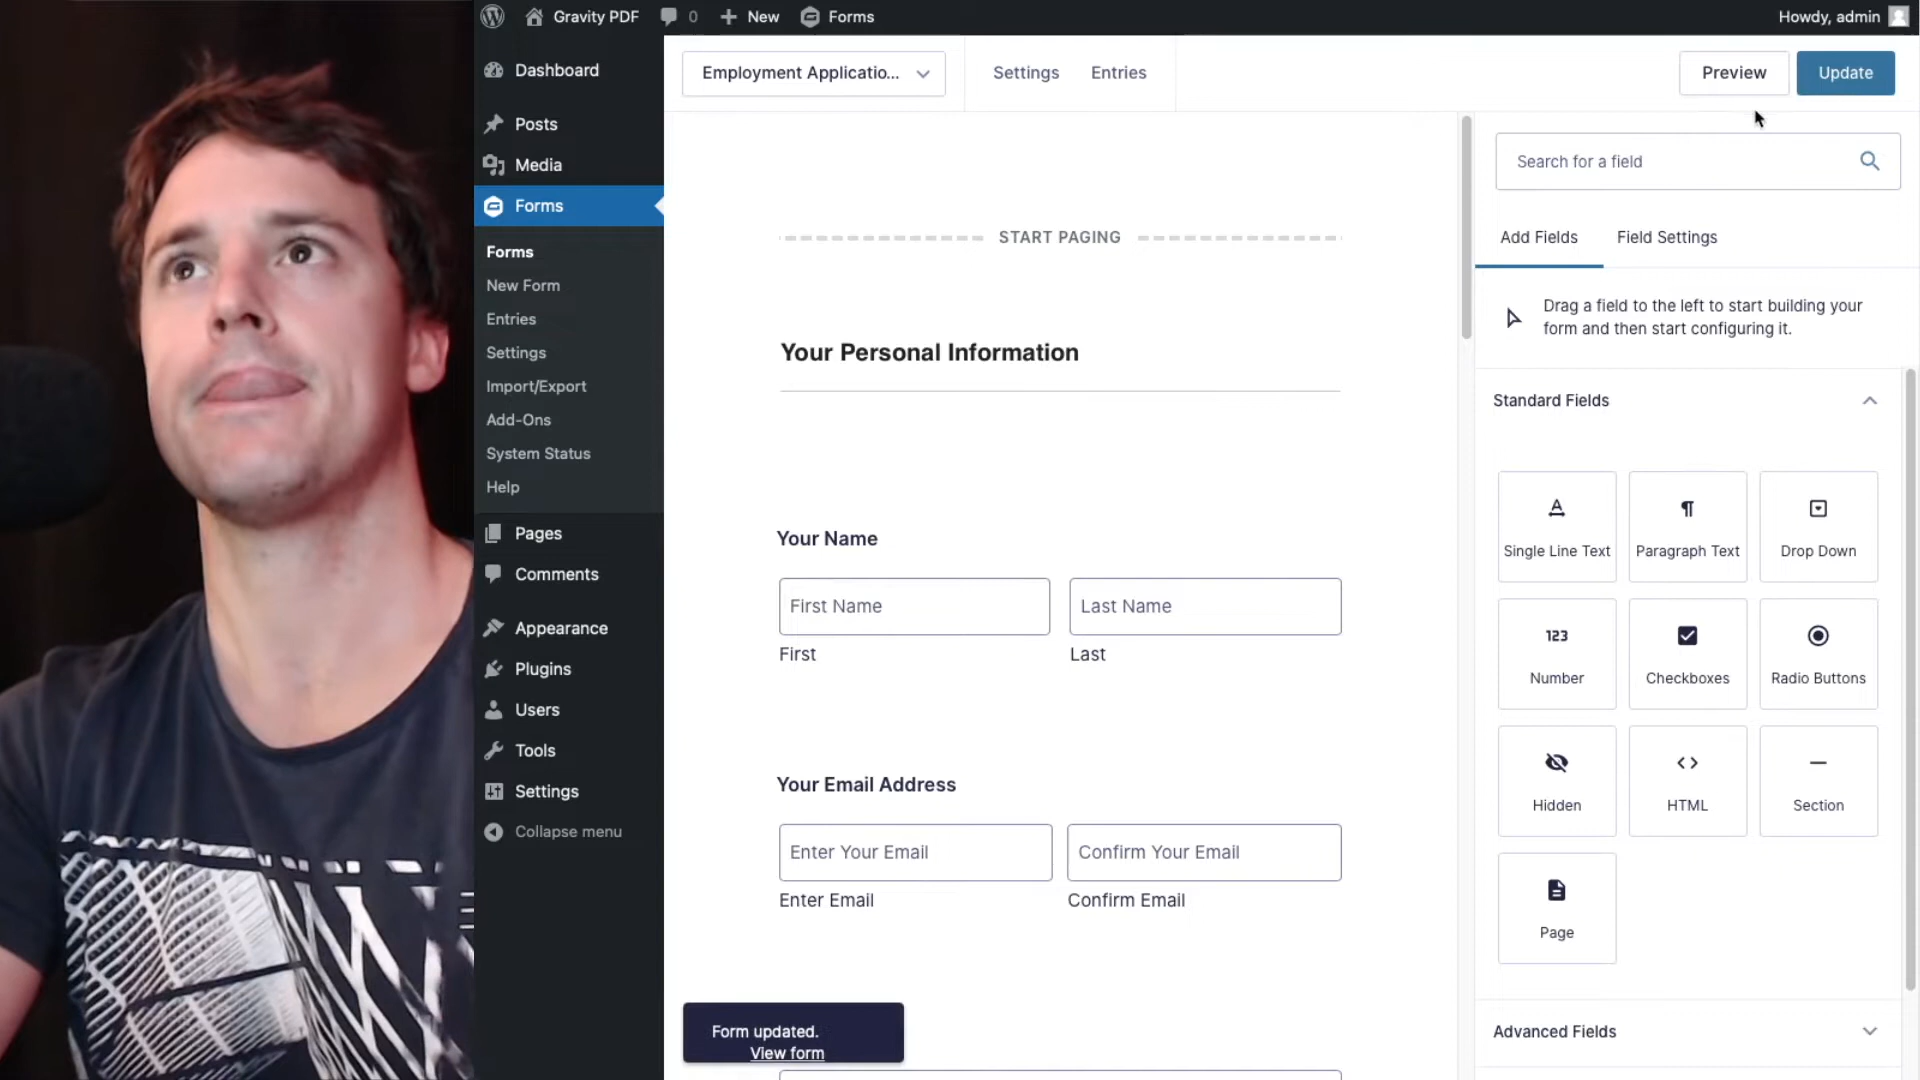 Gravity PDF
0
New
Forms
Howdy, admin
Dashboard
Posts
Media
Forms
Forms
New Form
Entries
Settings
Import/Export
Add-Ons
System Status
Help
Pages
Comments
Appearance
Plugins
Users
Tools
Settings
Collapse menu
Employment Applicatio...
Settings
Entries
Preview
Update
START PAGING
Your Personal Information
Your Name
First Name
Last Name
First
Last
Your Email Address
Enter Your Email
Confirm Your Email
Enter Email
Confirm Email
Form updated.
View form
Search for a field
Add Fields
Field Settings
Drag a field to the left to start building your
form and then start configuring it.
Standard Fields
Single Line Text
Paragraph Text
Drop Down
123
Number
Checkboxes
Radio Buttons
Hidden
HTML
Section
Page
Advanced Fields